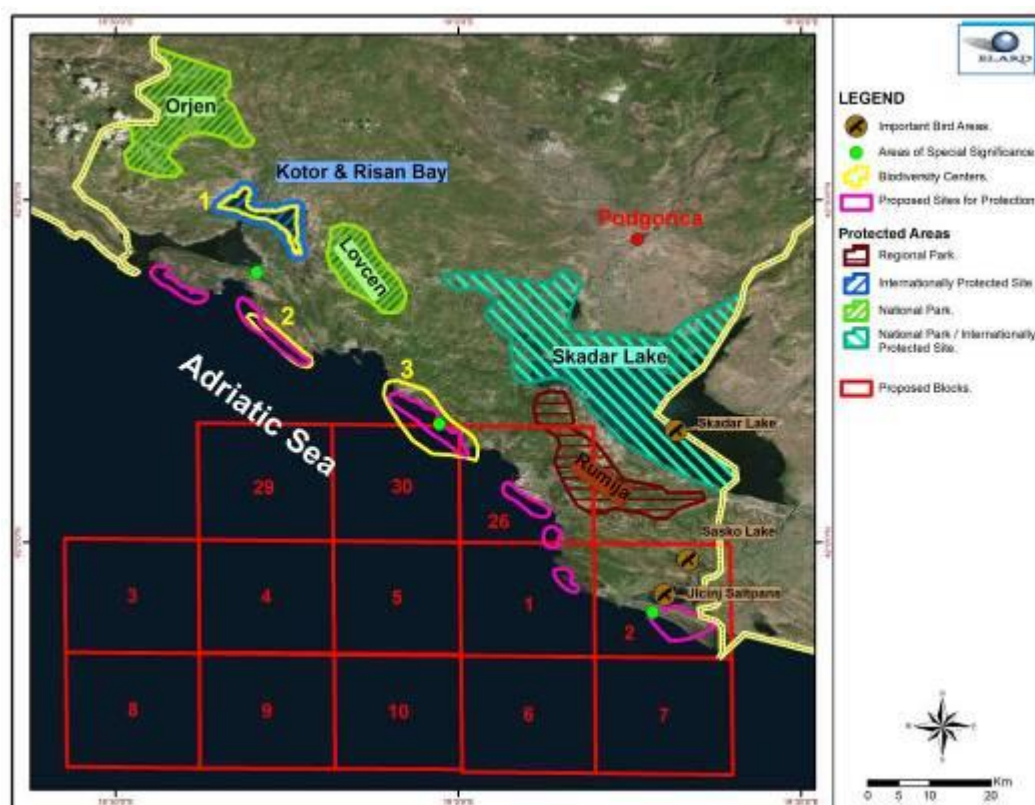 ELARD
LEGEND
Important Bird Areas.
Areas of Special Significance
Biodiversity Centers.
Proposed Sites for Protection
Protected Areas
Regional Park.
Internationally Protected Site
National Park.
National Park / Internationally
Protected Site.
Proposed Blocks.
Orjen
Kotor & Risan Bay
1
Podgorica
Lovcen
2
Skadar Lake
3
Adriatic Sea
Skadar Lake
Rumija
29
30
26
Sasko Lake
3
4
5
1
Ulcinj Saltpans
2
8
9
10
6
7
Km
0 5 10 20